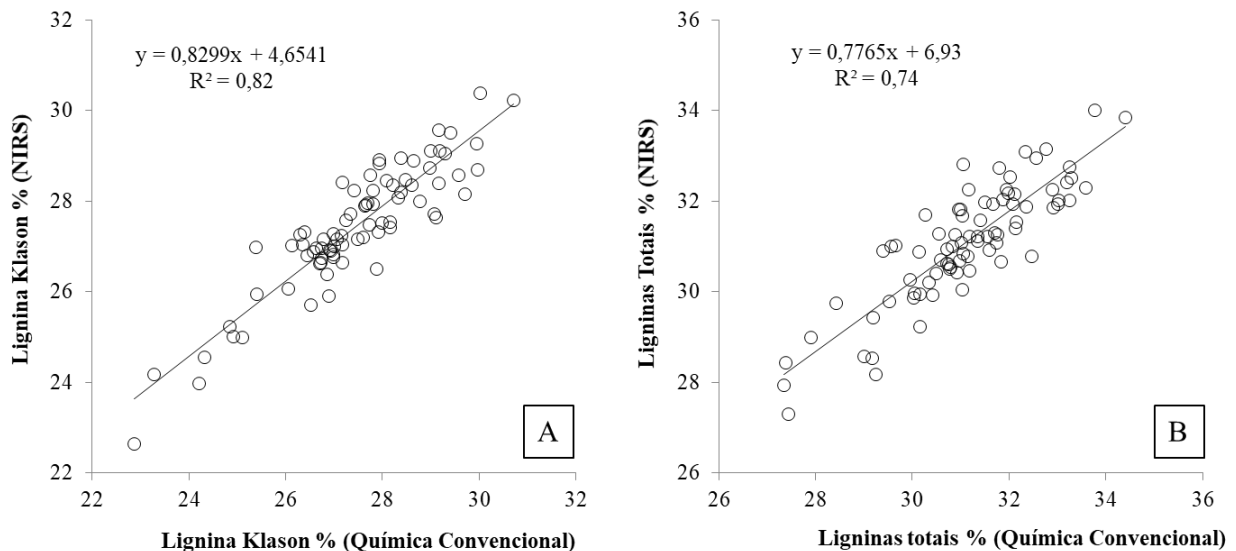 32
30
28
26
24
22
Lignina Klason % (NIRS)
y = 0,8299x + 4,6541
R² = 0,82
A
22
24
26
28
30
32
Lignina Klason % (Química Convencional)
36
34
32
30
28
26
Ligninas Totais % (NIRS)
y = 0,7765x + 6,93
R² = 0,74
B
26
28
30
32
34
36
Ligninas totais % (Química Convencional)